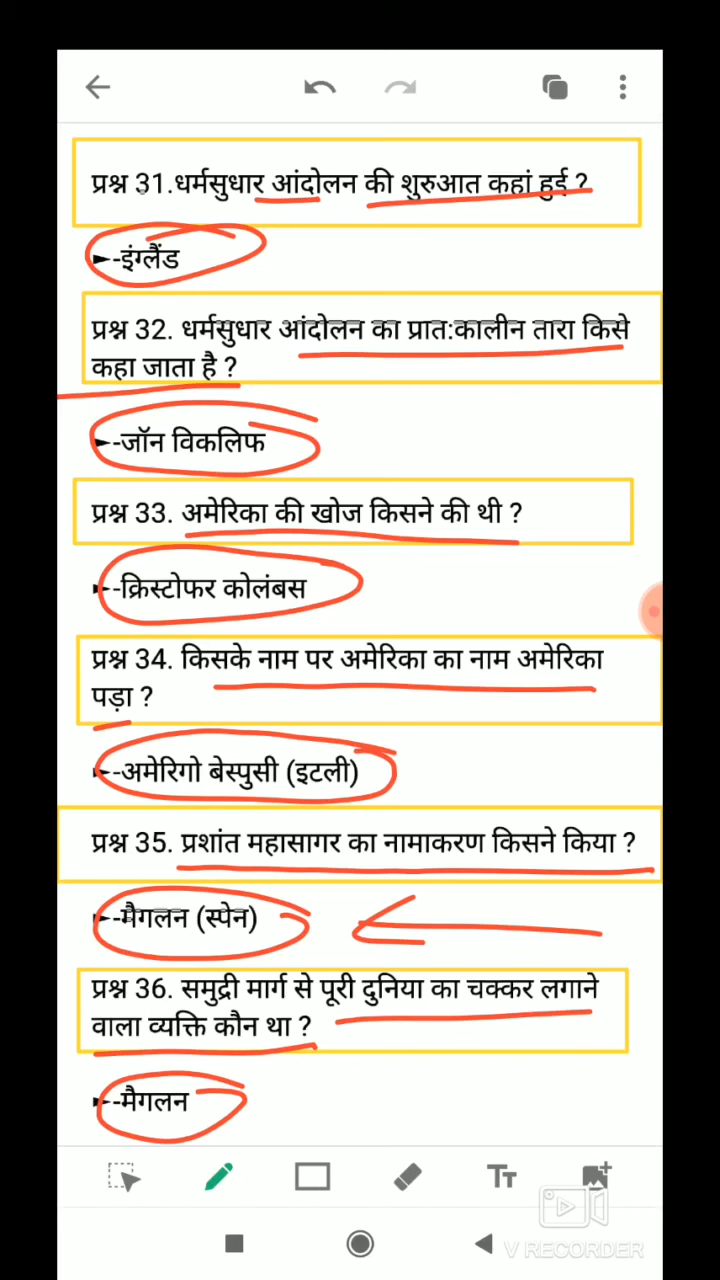 प्रश्न 31.धर्मसुधार आंदोलन की शुरुआत कहां हुई ?
►-इंग्लैंड
प्रश्न 32. धर्मसुधार आंदोलन का प्रात:कालीन तारा किसे
कहा जाता है ?
►-जॉन विकलिफ
प्रश्न 33. अमेरिका की खोज किसने की थी ?
►-क्रिस्टोफर कोलंबस
प्रश्न 34. किसके नाम पर अमेरिका का नाम अमेरिका
पड़ा ?
►-अमेरिगो बेस्पुसी (इटली)
प्रश्न 35. प्रशांत महासागर का नामाकरण किसने किया ?
►-मैगलन (स्पेन)
प्रश्न 36. समुद्री मार्ग से पूरी दुनिया का चक्कर लगाने
वाला व्यक्ति कौन था ?
►-मैगलन
Tт
V RECORDER